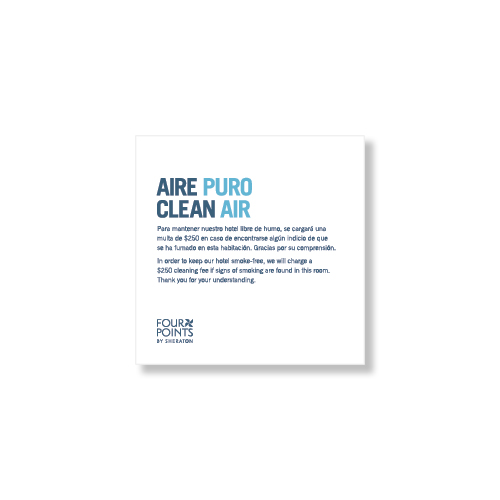 AIRE PURO
CLEAN AIR
Para mantener nuestro hotel libre de humo, se cargará una
multa de $250 en caso de encontrarse algún indicio de que
se ha fumado en esta habitación. Gracias por su comprensión.
In order to keep our hotel smoke-free, we will charge a
$250 cleaning fee if signs of smoking are found in this room.
Thank you for your understanding.
FOUR
POINTS
BY SHERATON